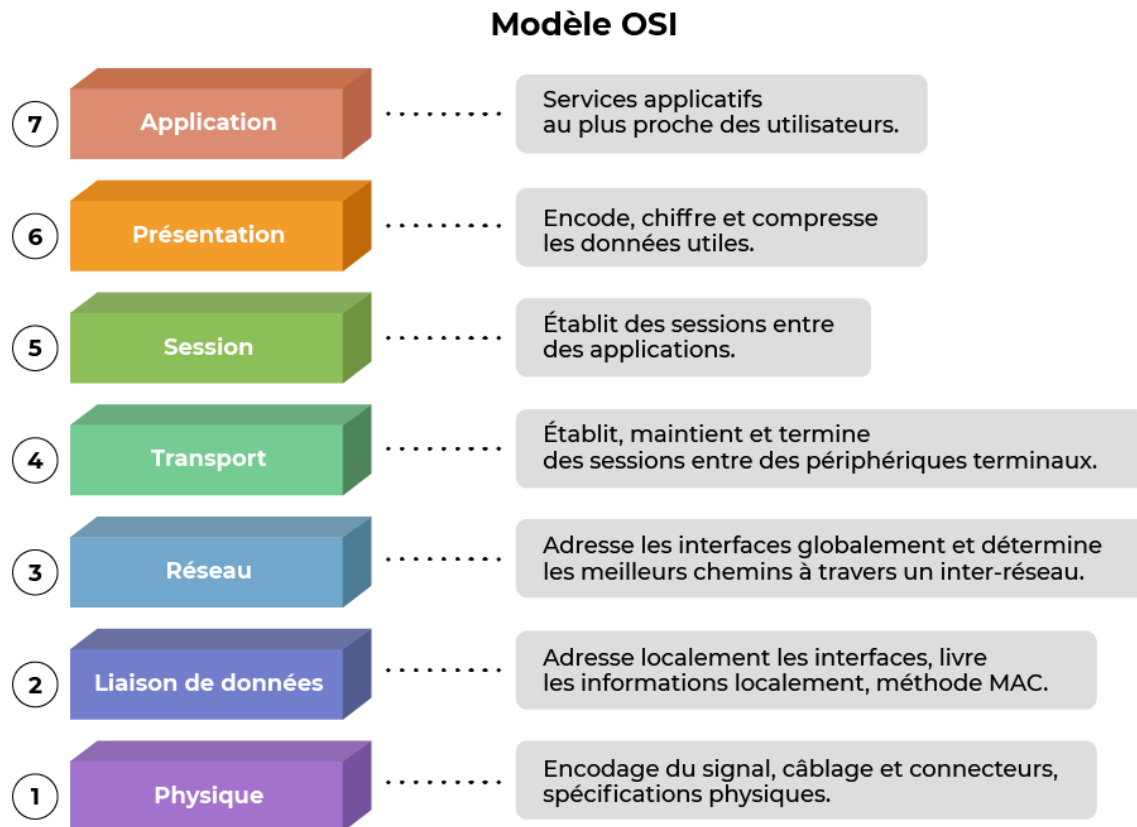 Modèle OSI
7
Application
Services applicatifs
au plus proche des utilisateurs.
6
Présentation
Encode, chiffre et compresse
les données utiles.
5
Session
Établit des sessions entre
des applications.
4
Transport
Établit, maintient et termine
des sessions entre des périphériques terminaux.
3
Réseau
Adresse les interfaces globalement et détermine
les meilleurs chemins à travers un inter-réseau.
2
Liaison de données
Adresse localement les interfaces, livre
les informations localement, méthode MAC.
1
Physique
Encodage du signal, câblage et connecteurs,
spécifications physiques.